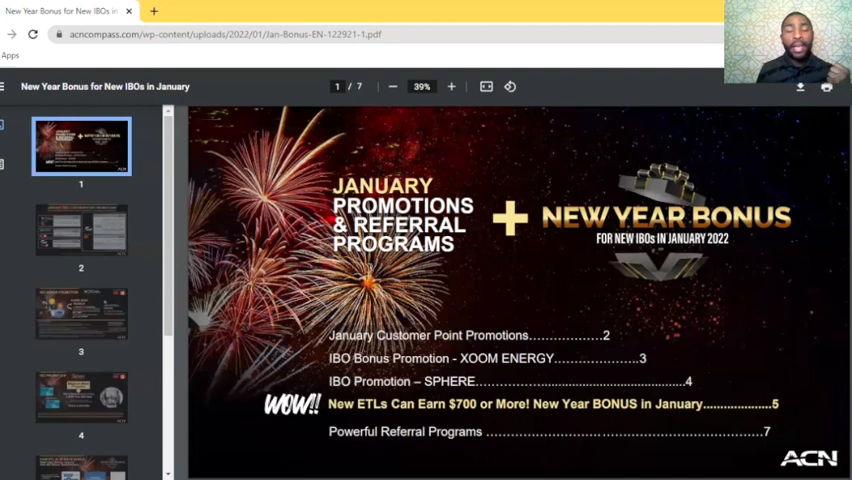 New Year Bonus for New IBOs in
acncompass.com/wp-content/uploads/2022/01/Jan-Bonus-EN-122921-1.pdf
Apps
New Year Bonus for New IBOs in January
1 / 7
39%
JANUARY
PROMOTIONS
& REFERRAL
PROGRAMS
+
NEW YEAR BONUS
FOR NEW IBOs IN JANUARY 2022
January Customer Point Promotions..................2
IBO Bonus Promotion - XOOM ENERGY......................3
IBO Promotion – SPHERE.......................................................4
WOW!! New ETLs Can Earn $700 or More! New Year BONUS in January.....................5
Powerful Referral Programs ................................................................7
ACN
1
2
3
4